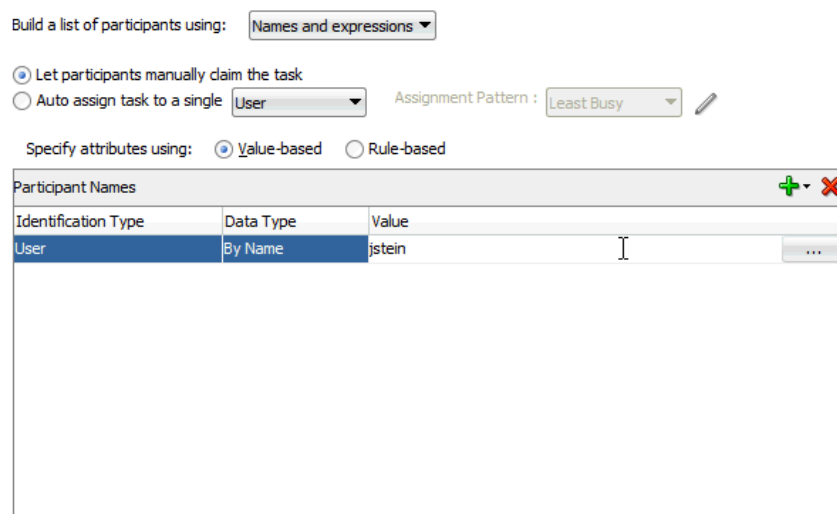 Build a list of participants using: Names and expressions
Let participants manually claim the task
Auto assign task to a single User Assignment Pattern : Least Busy
Specify attributes using: Value-based Rule-based
Participant Names
Identification Type Data Type Value
User By Name jstein ...